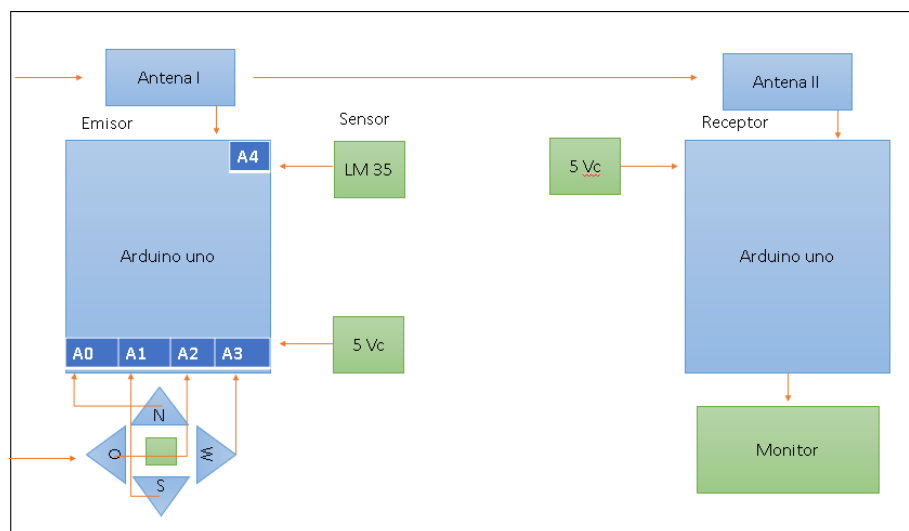 Antena I
Antena II
Emisor
Sensor
Receptor
A4
LM 35
5 Vc
Arduino uno
Arduino uno
5 Vc
A0 A1 A2 A3
N
O
W
S
Monitor